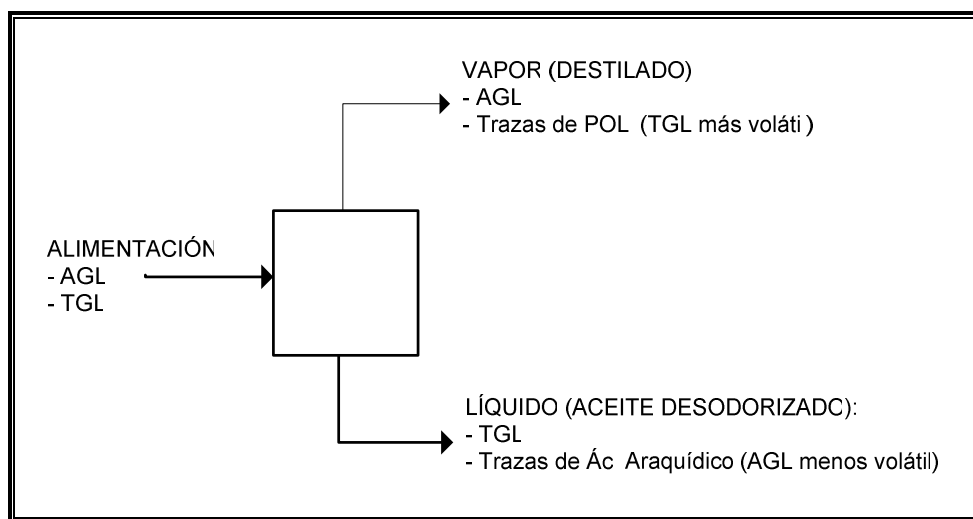 VAPOR (DESTILADO)
- AGL
- Trazas de POL (TGL más voláti )
ALIMENTACIÓN
- AGL
- TGL
LÍQUIDO (ACEITE DESODORIZADO):
- TGL
- Trazas de Ác Araquídico (AGL menos volátil)